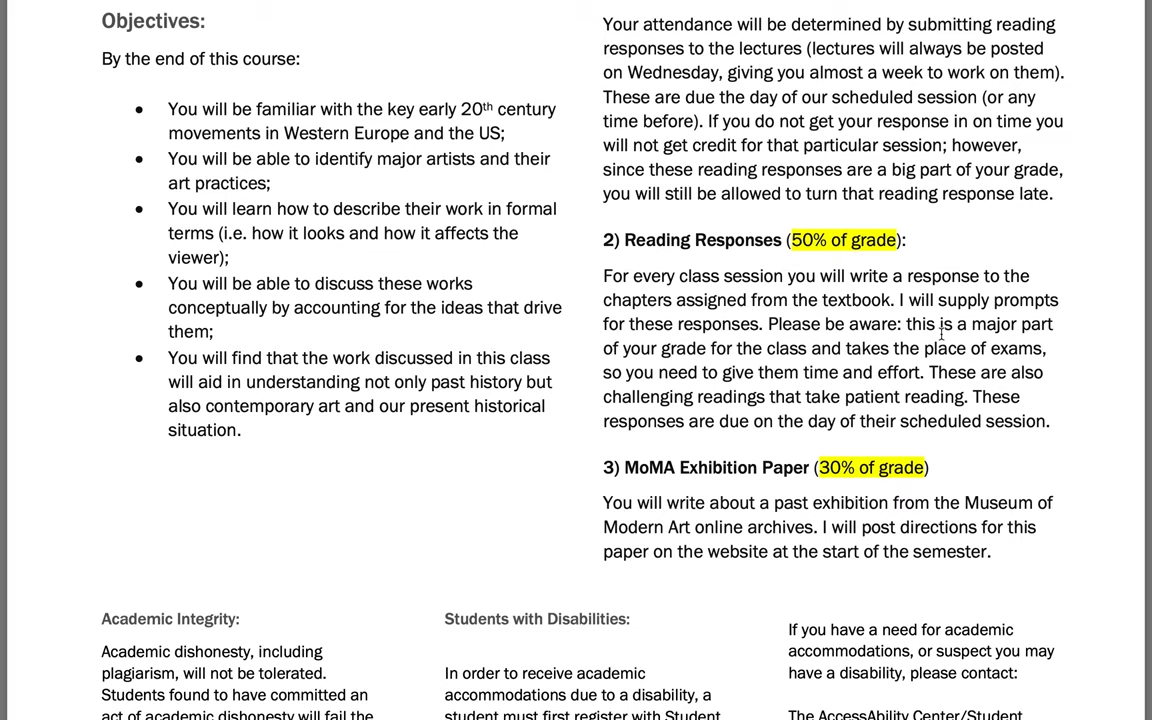 Objectives:
By the end of this course:
• You will be familiar with the key early 20th century
movements in Western Europe and the US;
• You will be able to identify major artists and their
art practices;
• You will learn how to describe their work in formal
terms (i.e. how it looks and how it affects the
viewer);
• You will be able to discuss these works
conceptually by accounting for the ideas that drive
them;
• You will find that the work discussed in this class
will aid in understanding not only past history but
also contemporary art and our present historical
situation.
Your attendance will be determined by submitting reading
responses to the lectures (lectures will always be posted
on Wednesday, giving you almost a week to work on them).
These are due the day of our scheduled session (or any
time before). If you do not get your response in on time you
will not get credit for that particular session; however,
since these reading responses are a big part of your grade,
you will still be allowed to turn that reading response late.
2) Reading Responses (50% of grade):
For every class session you will write a response to the
chapters assigned from the textbook. I will supply prompts
for these responses. Please be aware: this is a major part
of your grade for the class and takes the place of exams,
so you need to give them time and effort. These are also
challenging readings that take patient reading. These
responses are due on the day of their scheduled session.
3) MoMA Exhibition Paper (30% of grade)
You will write about a past exhibition from the Museum of
Modern Art online archives. I will post directions for this
paper on the website at the start of the semester.
Academic Integrity:
Academic dishonesty, including
plagiarism, will not be tolerated.
Students found to have committed an
act of academic dishonesty will fail the
Students with Disabilities:
In order to receive academic
accommodations due to a disability, a
student must first register with Student
If you have a need for academic
accommodations, or suspect you may
have a disability, please contact:
The AccessAbility Center/Student